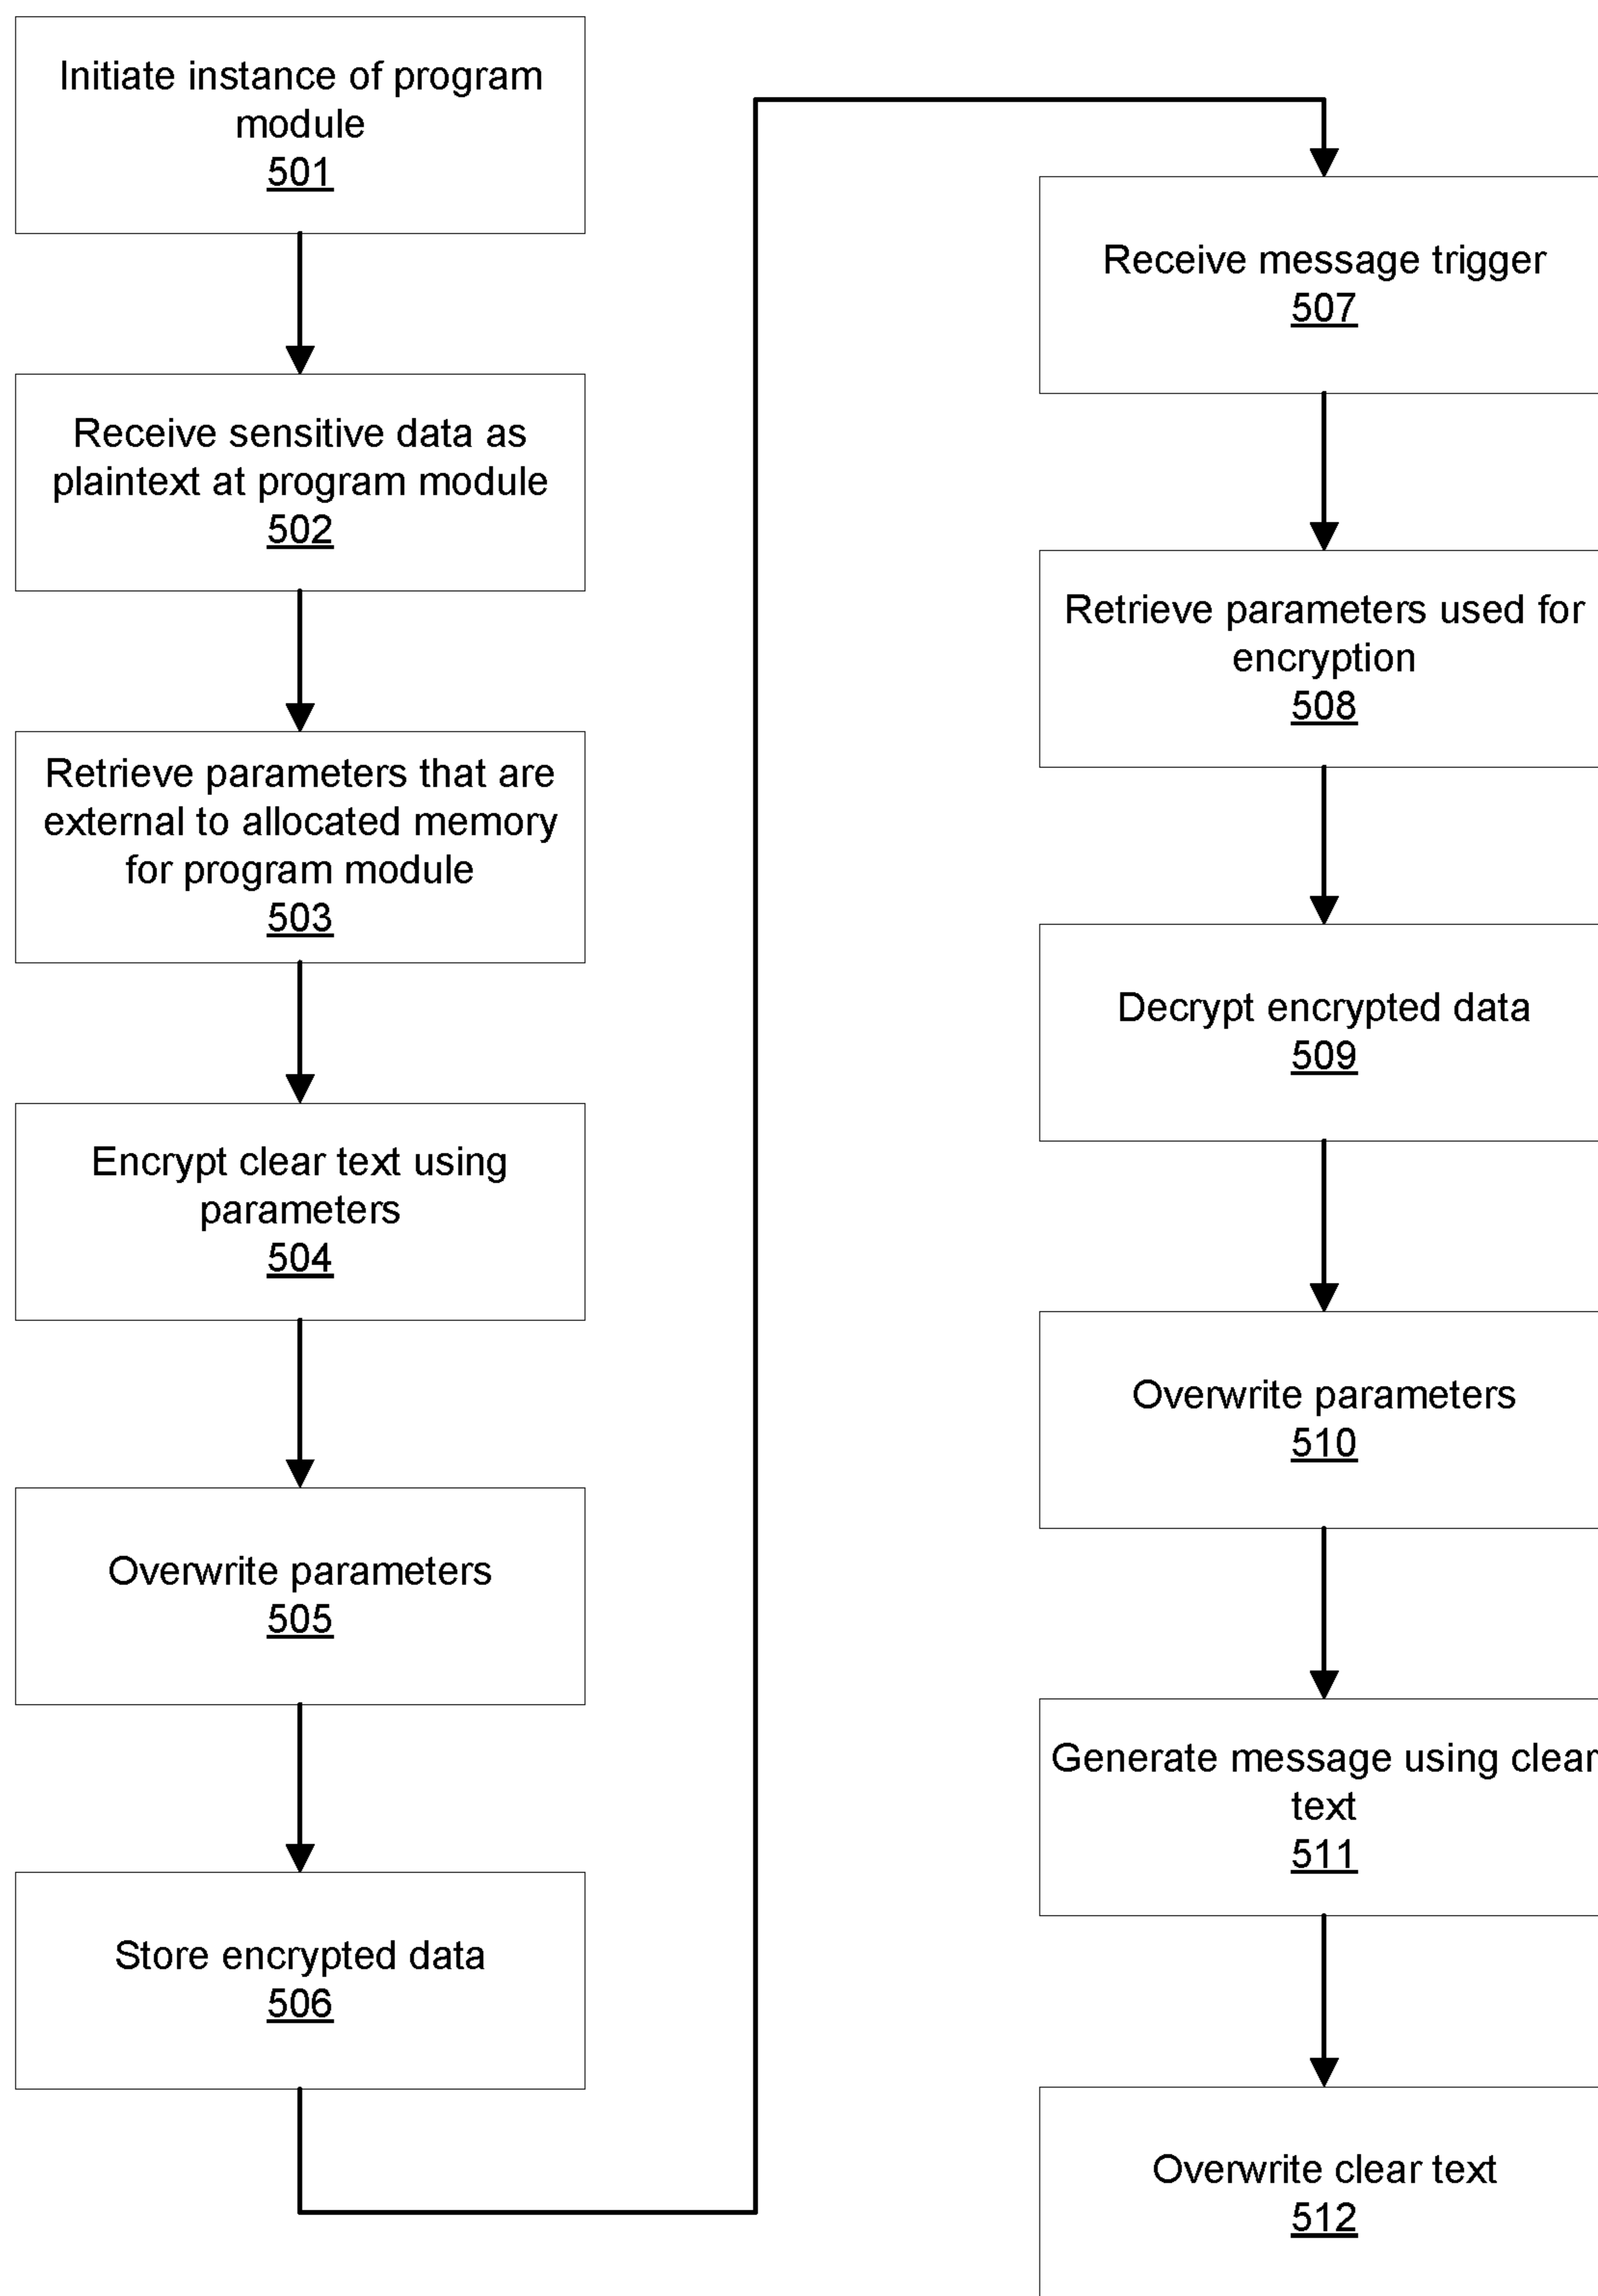 Initiate instance of program
module
501
Receive sensitive data as
plaintext at program module
502
Retrieve parameters that are
external to allocated memory
for program module
503
Encrypt clear text using
parameters
504
Overwrite parameters
505
Store encrypted data
506
Receive message trigger
507
Retrieve parameters used for
encryption
508
Decrypt encrypted data
509
Overwrite parameters
510
Generate message using clear
text
511
Overwrite clear text
512